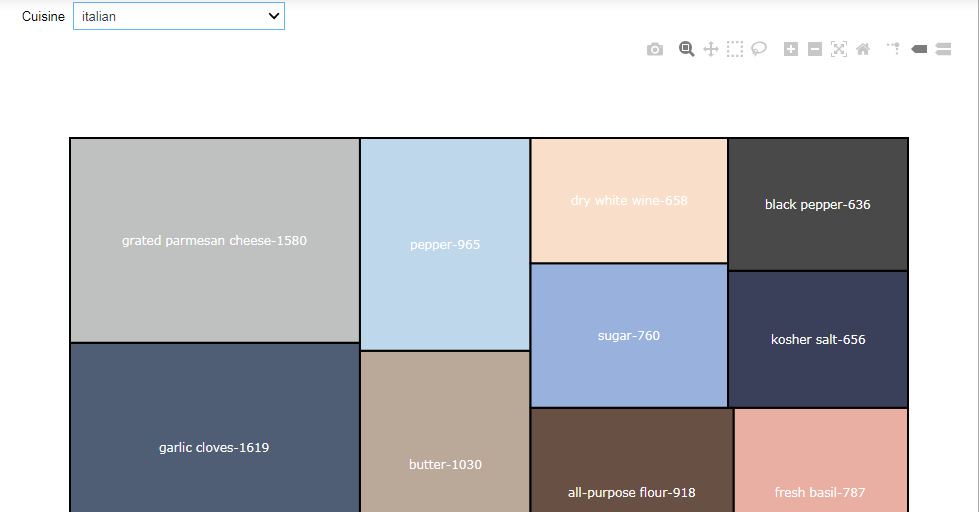 Cuisine italian
grated parmesan cheese-1580
pepper-965
dry white wine-658
black pepper-636
sugar-760
kosher salt-656
garlic cloves-1619
butter-1030
all-purpose flour-918
fresh basil-787